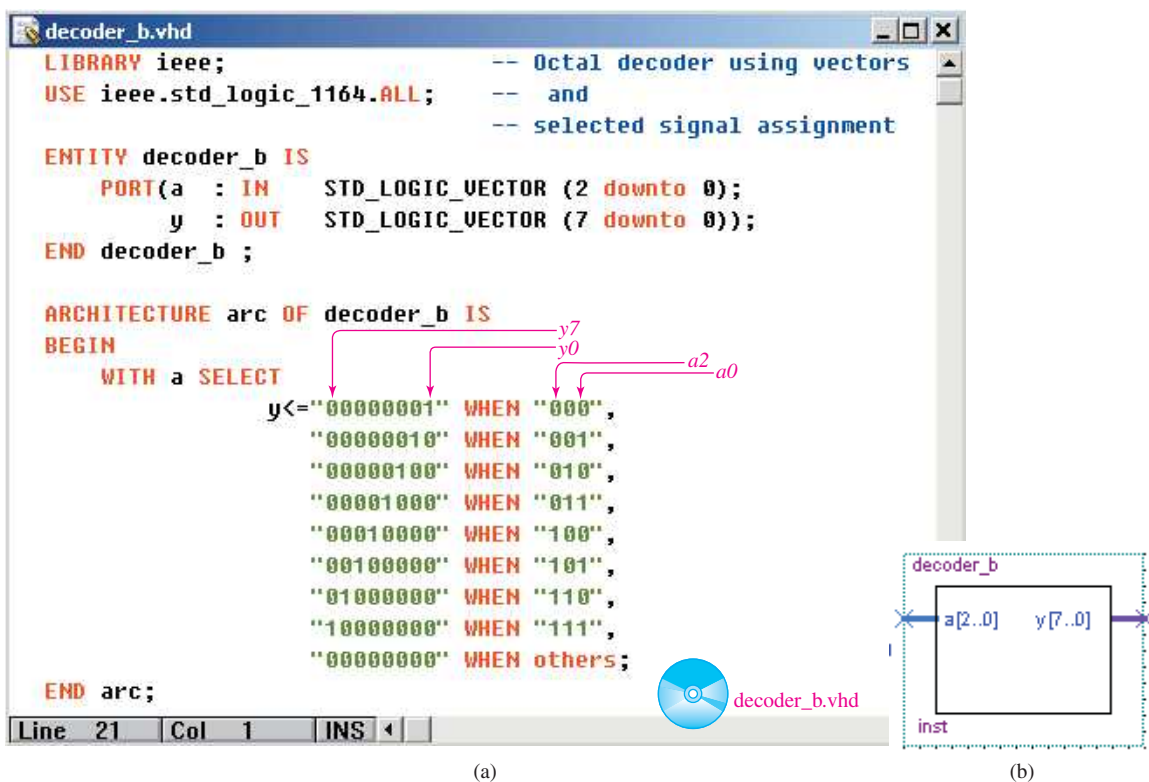 decoder_b.vhd
LIBRARY ieee; -- Octal decoder using vectors
USE ieee.std_logic_1164.ALL; -- and
-- selected signal assignment
ENTITY decoder_b IS
PORT(a : IN STD_LOGIC_VECTOR (2 downto 0);
y : OUT STD_LOGIC_VECTOR (7 downto 0));
END decoder_b ;
ARCHITECTURE arc OF decoder_b IS
BEGIN
y7
y0
a2
a0
WITH a SELECT
y<="00000001" WHEN "000",
"00000010" WHEN "001",
"00000100" WHEN "010",
"00001000" WHEN "011",
"00010000" WHEN "100",
"00100000" WHEN "101",
"01000000" WHEN "110",
"10000000" WHEN "111",
"00000000" WHEN others;
END arc;
decoder_b.vhd
Line 21 Col 1 INS
(a)
decoder_b
a[2..0] y[7..0]
inst
(b)